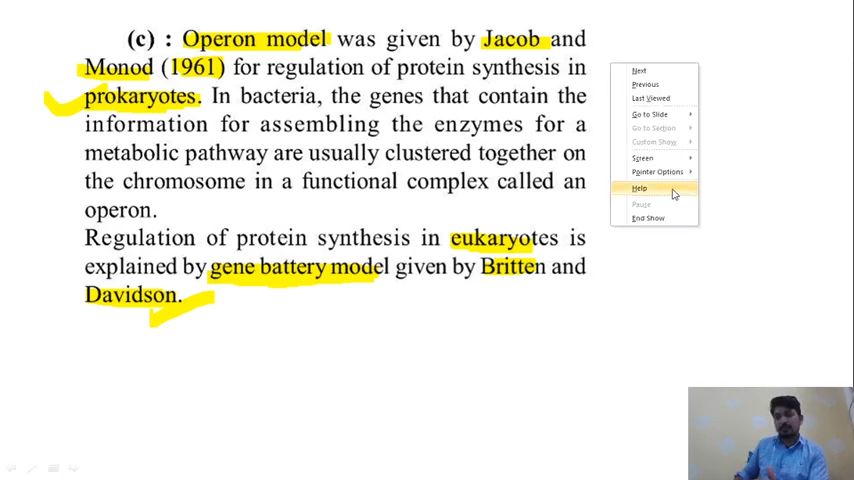 (c) : Operon model was given by Jacob and
Monod (1961) for regulation of protein synthesis in
prokaryotes. In bacteria, the genes that contain the
information for assembling the enzymes for a
metabolic pathway are usually clustered together on
the chromosome in a functional complex called an
operon.
Regulation of protein synthesis in eukaryotes is
explained by gene battery model given by Britten and
Davidson.
Next
Previous
Last Viewed
Go to Slide
Go to Section
Custom Show
Screen
Pointer Options
Help
Pause
End Show